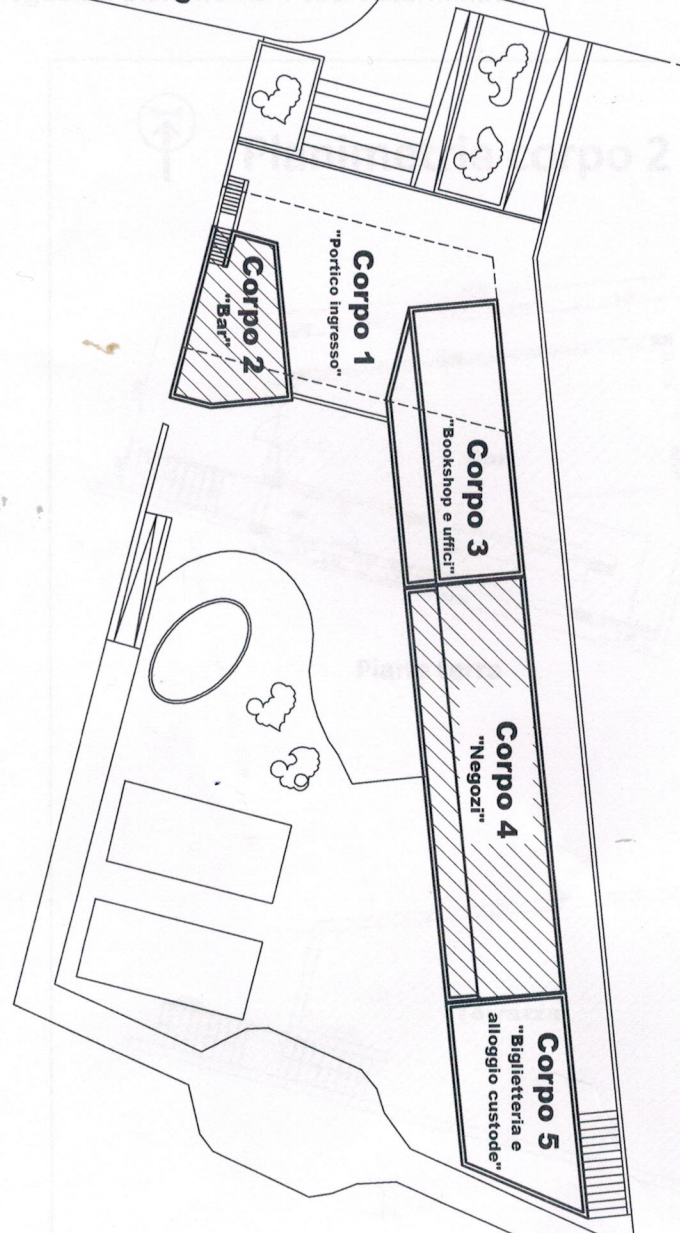 Corpo 1
"Portico ingresso"
Corpo 2
"Bar"
Corpo 3
"Bookshop e uffici"
Corpo 4
"Negozi"
Corpo 5
"Biglietteria e
alloggio custode"